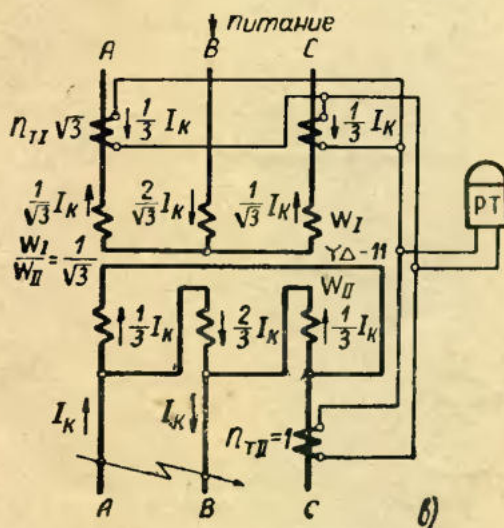 питание
A B C
n_TI √3 ↓ 1/3 I_K ↓ 1/3 I_K
1/√3 I_K ↑ 2/√3 I_K ↓ 1/√3 I_K ↑ W_I
РТ
W_I/W_II = 1/√3
YΔ-11
W_II
↑ 1/3 I_K ↓ 2/3 I_K ↑ 1/3 I_K
I_K ↑ I_K ↓ n_TII = 1
A B C
в)